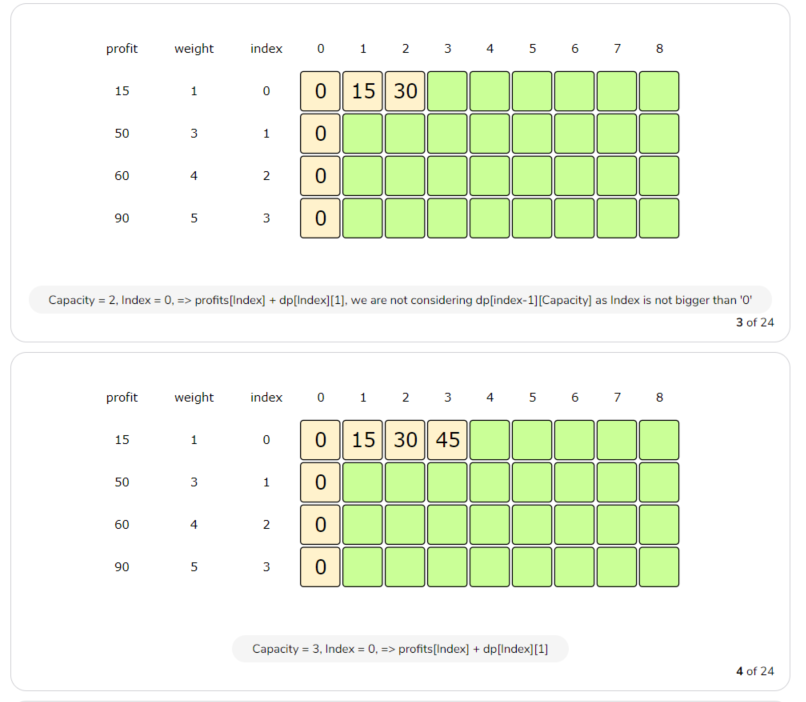 profit weight index 0 1 2 3 4 5 6 7 8
15 1 0 0 15 30
50 3 1 0
60 4 2 0
90 5 3 0
Capacity = 2, Index = 0, => profits[Index] + dp[Index][1], we are not considering dp[index-1][Capacity] as Index is not bigger than '0'
3 of 24
profit weight index 0 1 2 3 4 5 6 7 8
15 1 0 0 15 30 45
50 3 1 0
60 4 2 0
90 5 3 0
Capacity = 3, Index = 0, => profits[Index] + dp[Index][1]
4 of 24